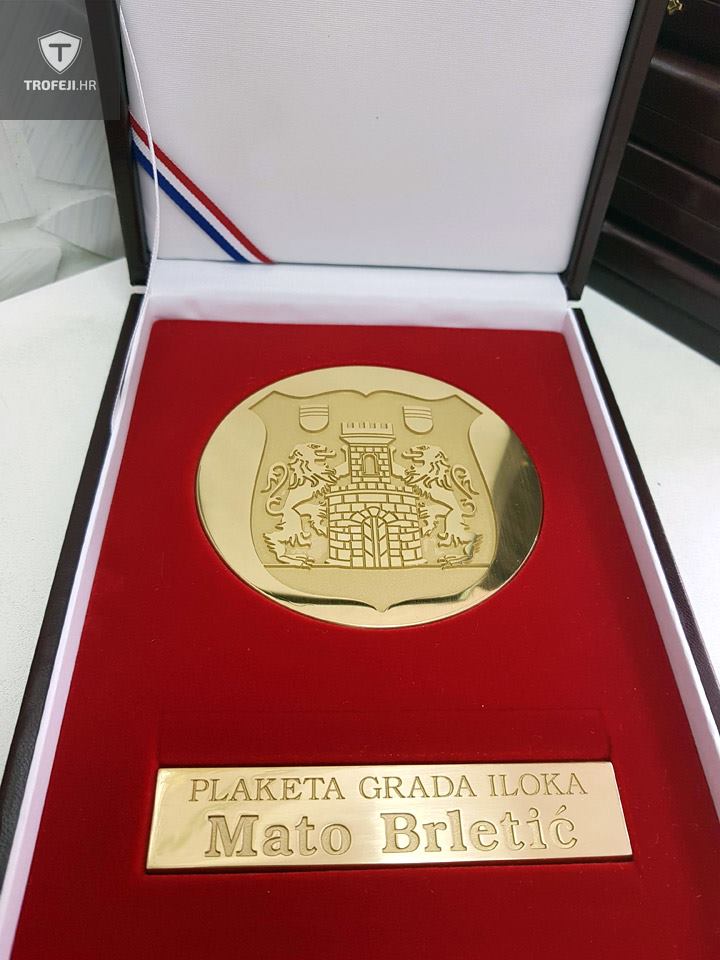 T
TROFEJI.HR
PLAKETA GRADA ILOKA
Mato Brletić